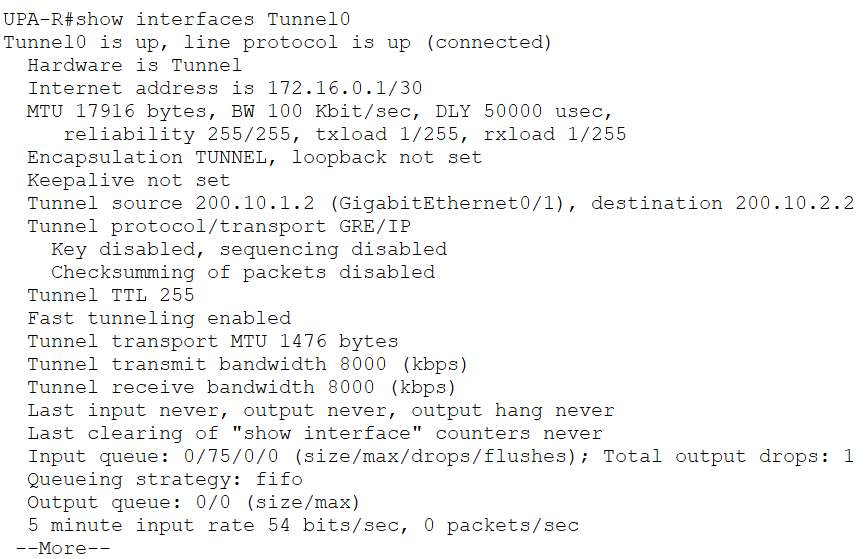 UPA-R#show interfaces Tunnel0
Tunnel0 is up, line protocol is up (connected)
  Hardware is Tunnel
  Internet address is 172.16.0.1/30
  MTU 17916 bytes, BW 100 Kbit/sec, DLY 50000 usec,
     reliability 255/255, txload 1/255, rxload 1/255
  Encapsulation TUNNEL, loopback not set
  Keepalive not set
  Tunnel source 200.10.1.2 (GigabitEthernet0/1), destination 200.10.2.2
  Tunnel protocol/transport GRE/IP
    Key disabled, sequencing disabled
    Checksumming of packets disabled
  Tunnel TTL 255
  Fast tunneling enabled
  Tunnel transport MTU 1476 bytes
  Tunnel transmit bandwidth 8000 (kbps)
  Tunnel receive bandwidth 8000 (kbps)
  Last input never, output never, output hang never
  Last clearing of "show interface" counters never
  Input queue: 0/75/0/0 (size/max/drops/flushes); Total output drops: 1
  Queueing strategy: fifo
  Output queue: 0/0 (size/max)
  5 minute input rate 54 bits/sec, 0 packets/sec
 --More--